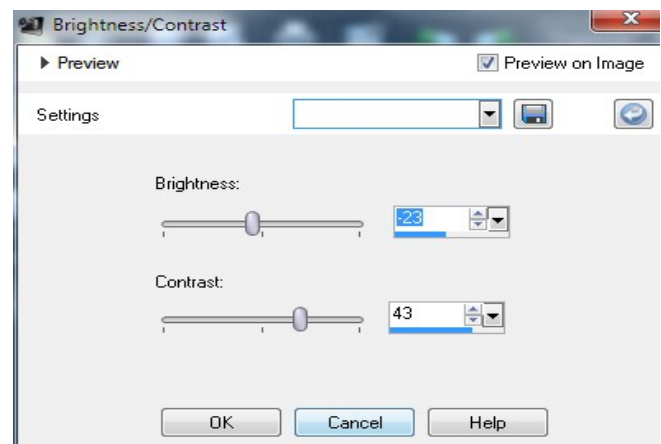 Brightness/Contrast
Preview
Preview on Image
Settings
Brightness:
-23
Contrast:
43
OK
Cancel
Help